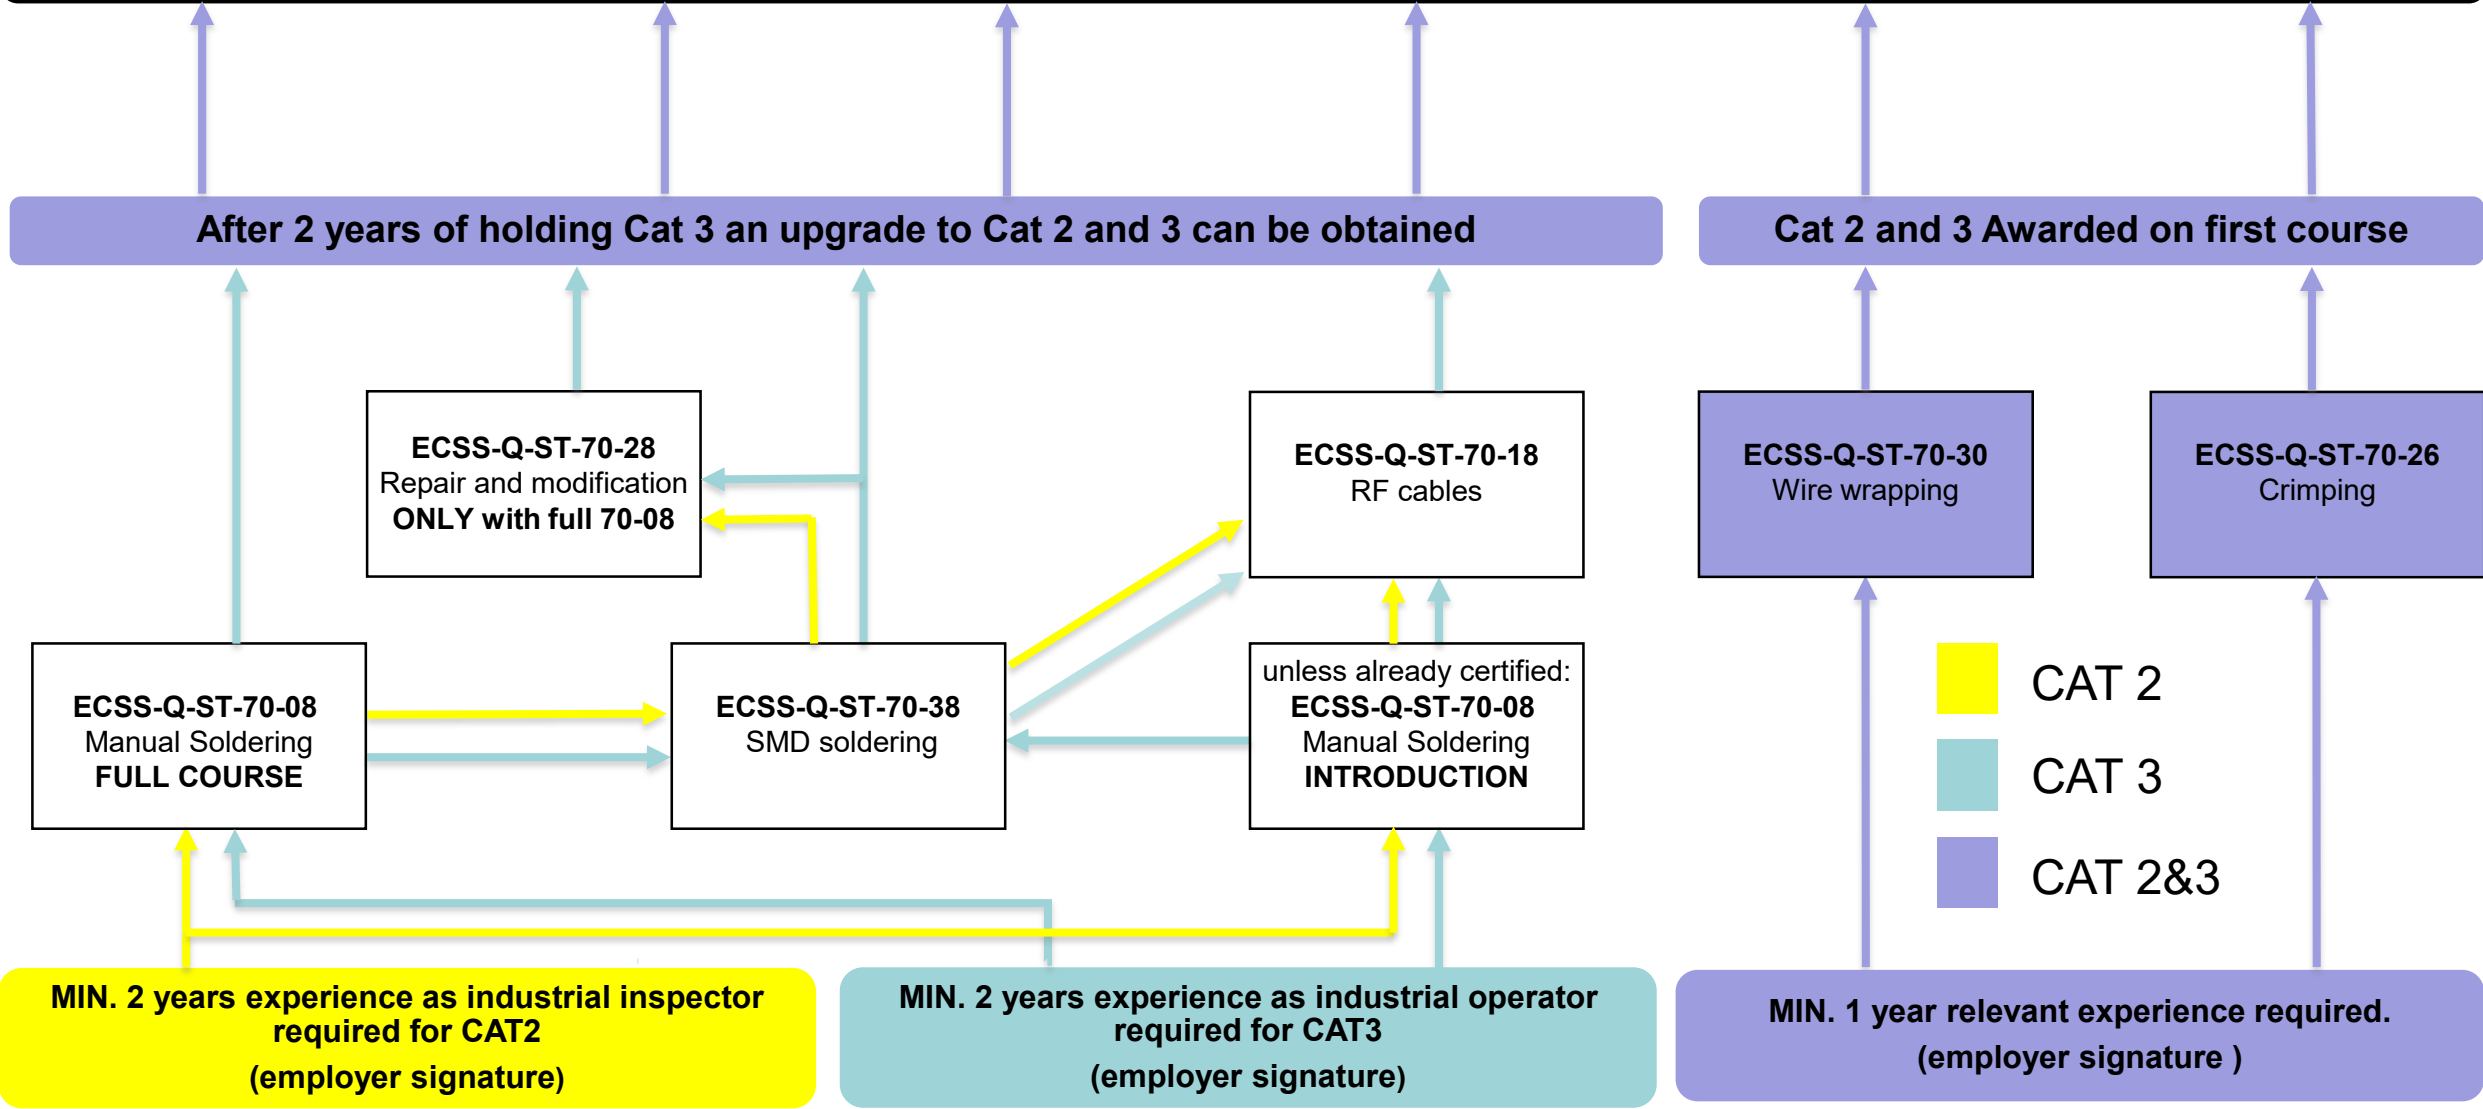 After 2 years of holding Cat 3 an upgrade to Cat 2 and 3 can be obtained
Cat 2 and 3 Awarded on first course
ECSS-Q-ST-70-28
Repair and modification
ONLY with full 70-08
ECSS-Q-ST-70-18
RF cables
ECSS-Q-ST-70-30
Wire wrapping
ECSS-Q-ST-70-26
Crimping
ECSS-Q-ST-70-08
Manual Soldering
FULL COURSE
ECSS-Q-ST-70-38
SMD soldering
unless already certified:
ECSS-Q-ST-70-08
Manual Soldering
INTRODUCTION
CAT 2
CAT 3
CAT 2&3
MIN. 2 years experience as industrial inspector
required for CAT2
(employer signature)
MIN. 2 years experience as industrial operator
required for CAT3
(employer signature)
MIN. 1 year relevant experience required.
(employer signature )